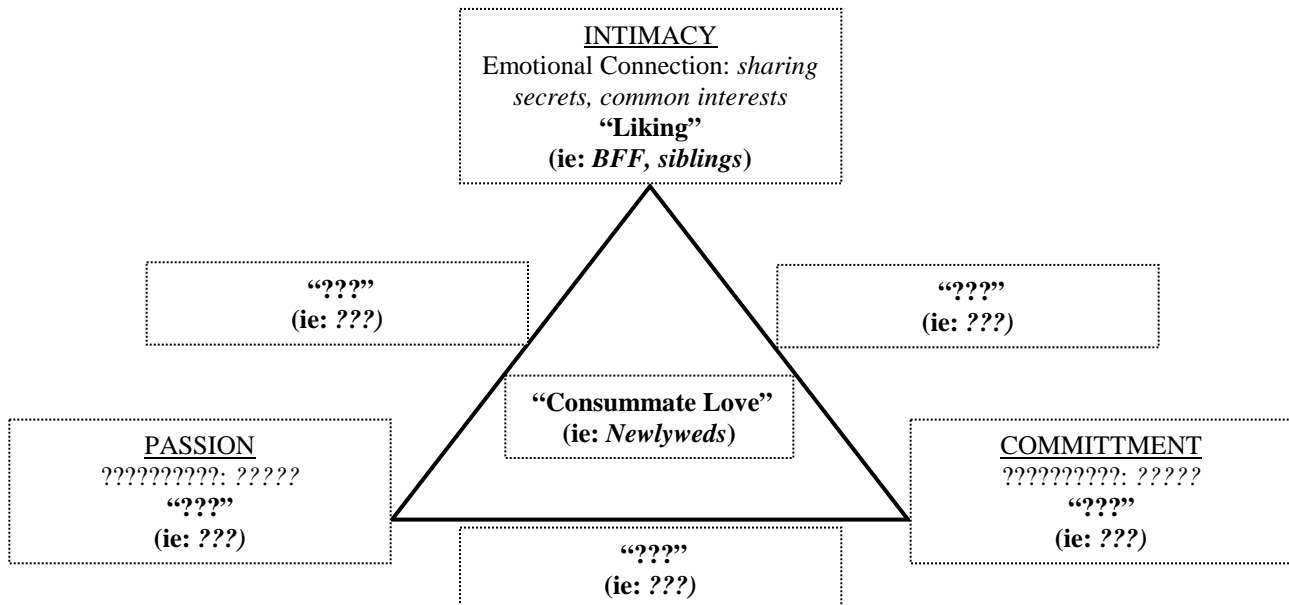 INTIMACY
Emotional Connection: sharing
secrets, common interests
“Liking”
(ie: BFF, siblings)
“???”
(ie: ???)
“???”
(ie: ???)
“Consummate Love”
(ie: Newlyweds)
PASSION
??????????: ?????
“???”
(ie: ???)
COMMITTMENT
??????????: ?????
“???”
(ie: ???)
“???”
(ie: ???)